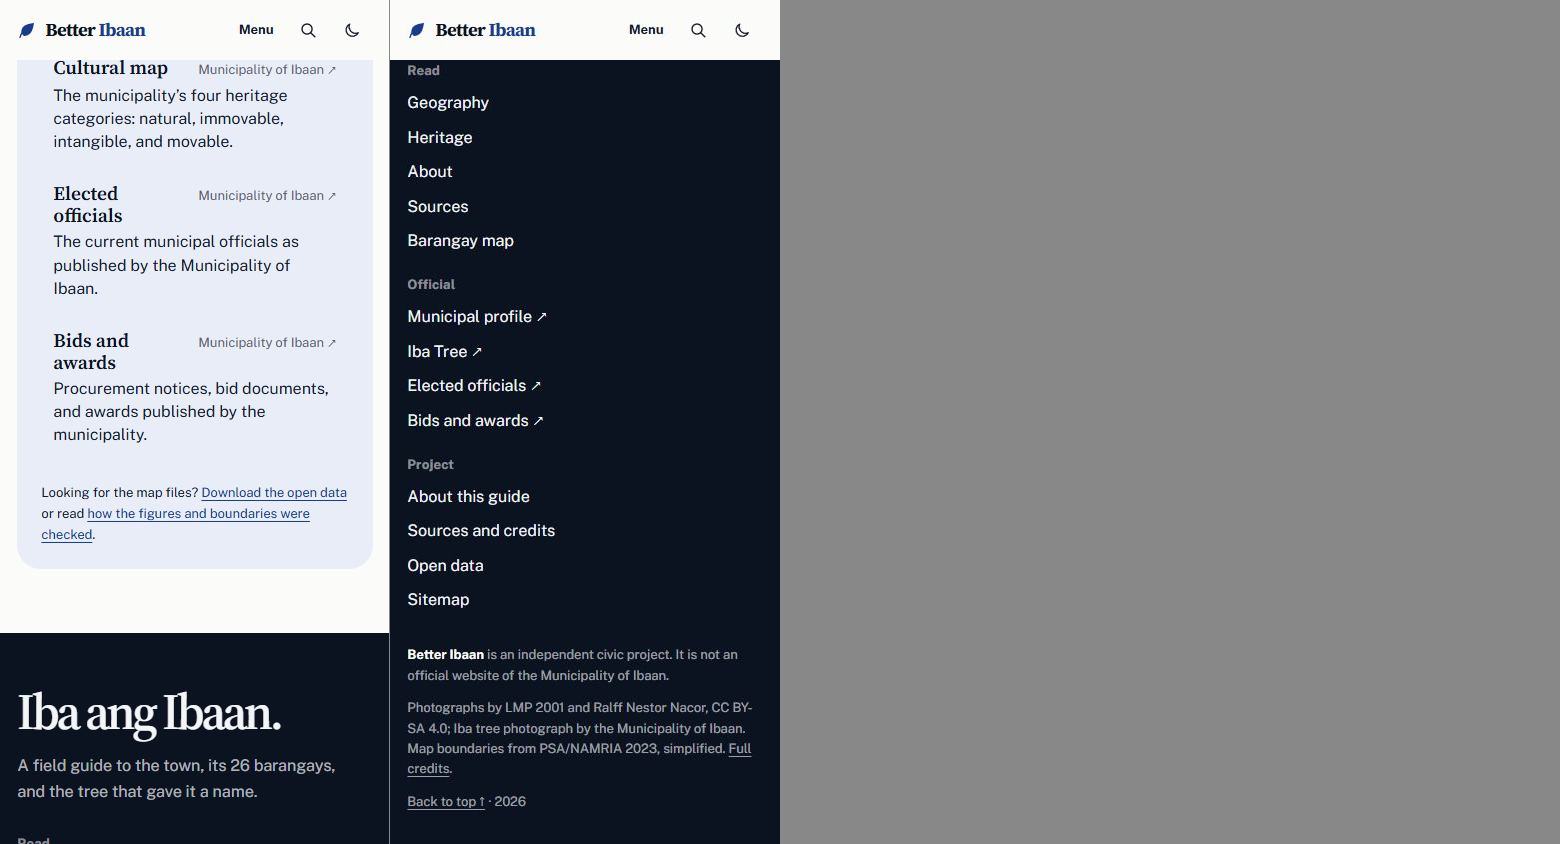 Better Ibaan
Menu
Cultural map
Municipality of Ibaan ↗
The municipality’s four heritage
categories: natural, immovable,
intangible, and movable.
Elected
officials
Municipality of Ibaan ↗
The current municipal officials as
published by the Municipality of
Ibaan.
Bids and
awards
Municipality of Ibaan ↗
Procurement notices, bid documents,
and awards published by the
municipality.
Looking for the map files? Download the open data
or read how the figures and boundaries were
checked.
Iba ang Ibaan.
A field guide to the town, its 26 barangays,
and the tree that gave it a name.
Read
Better Ibaan
Menu
Read
Geography
Heritage
About
Sources
Barangay map
Official
Municipal profile ↗
Iba Tree ↗
Elected officials ↗
Bids and awards ↗
Project
About this guide
Sources and credits
Open data
Sitemap
Better Ibaan is an independent civic project. It is not an
official website of the Municipality of Ibaan.
Photographs by LMP 2001 and Ralff Nestor Nacor, CC BY-
SA 4.0; Iba tree photograph by the Municipality of Ibaan.
Map boundaries from PSA/NAMRIA 2023, simplified. Full
credits.
Back to top ↑ · 2026